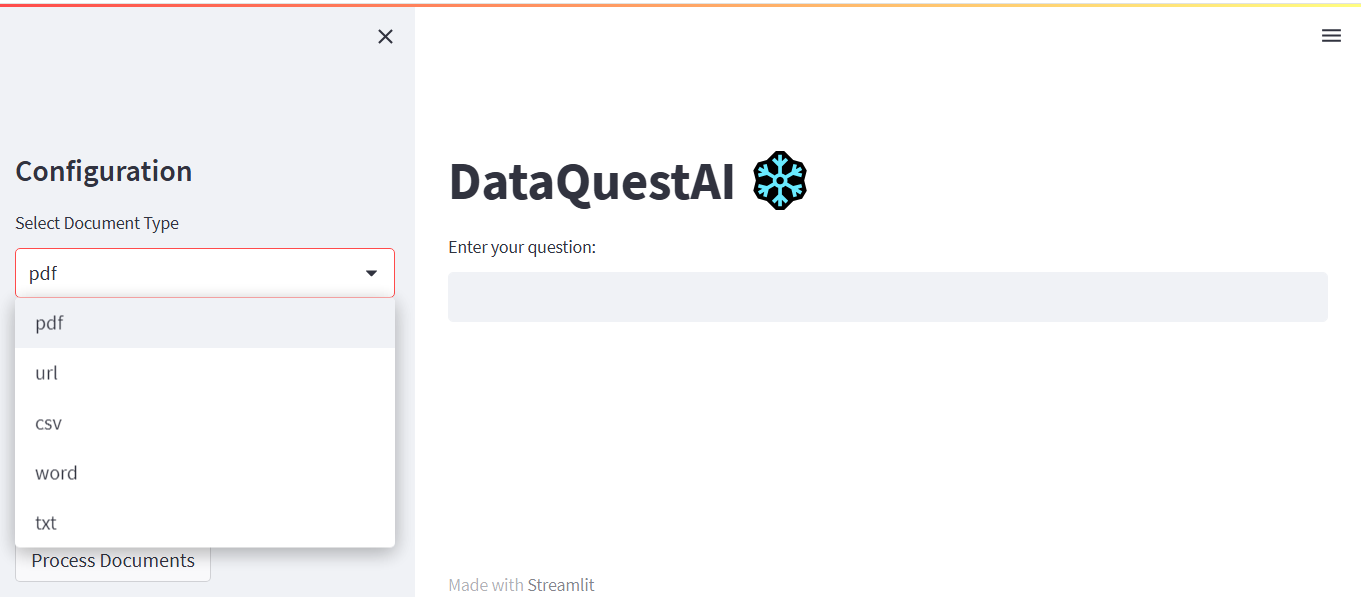 Configuration
Select Document Type
pdf
pdf
url
csv
word
txt
Process Documents
DataQuestAI
Enter your question:
Made with Streamlit